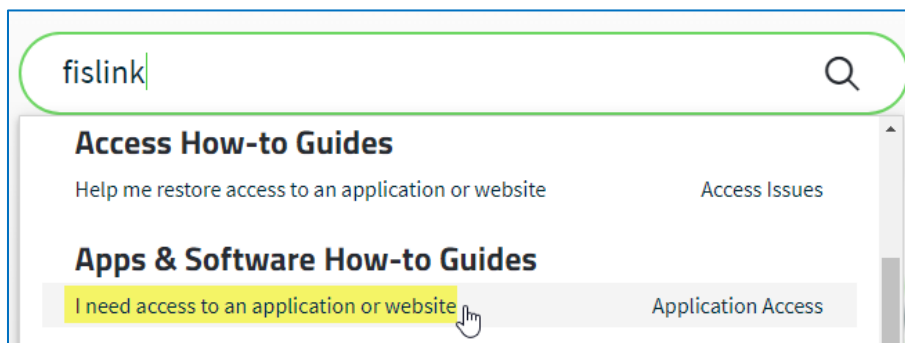 fislink
Access How-to Guides
Help me restore access to an application or website Access Issues
Apps & Software How-to Guides
I need access to an application or website Application Access